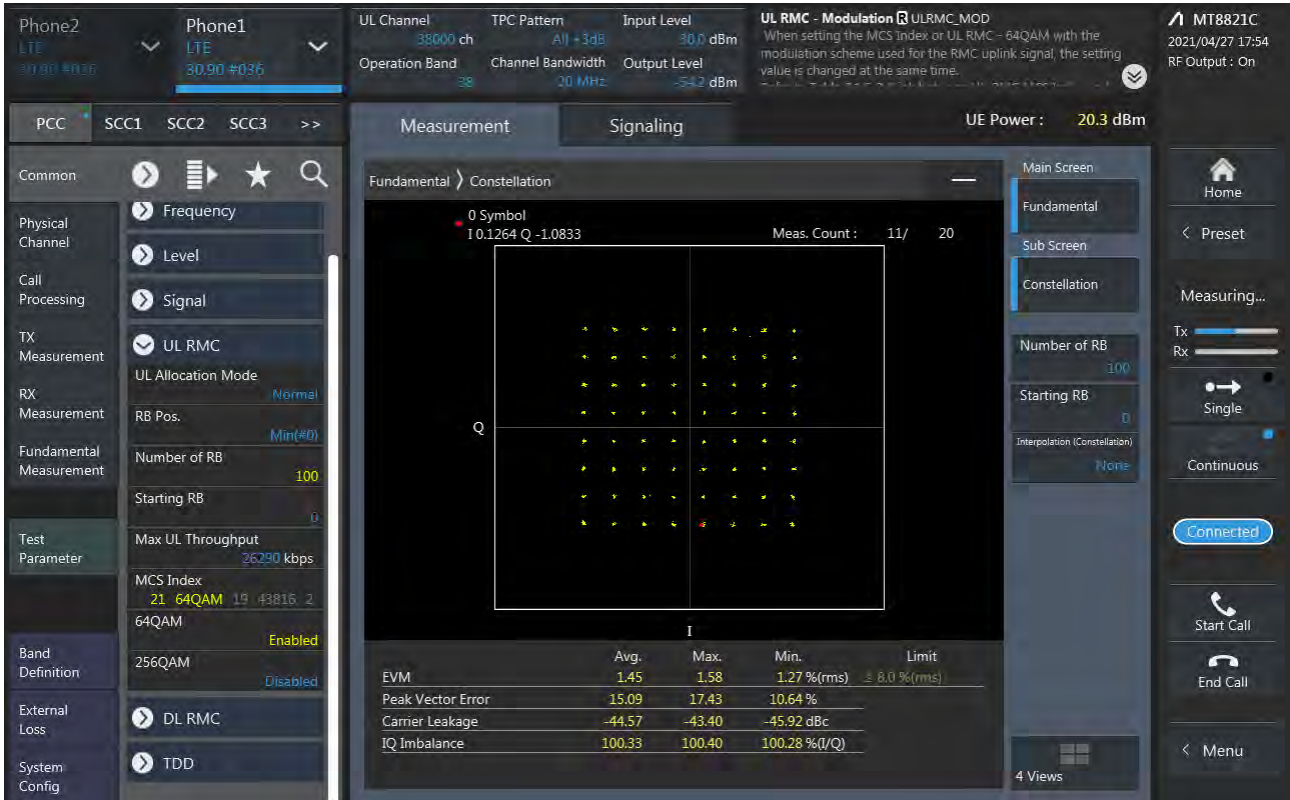 Phone2
LTE
30.90 #036
Phone1
LTE
30.90 #036
UL Channel
38000 ch
Operation Band
38
TPC Pattern
All +3dB
Channel Bandwidth
20 MHz
Input Level
30.0 dBm
Output Level
-54.2 dBm
UL RMC - Modulation R ULRMC_MOD
When setting the MCS Index or UL RMC - 64QAM with the
modulation scheme used for the RMC uplink signal, the setting
value is changed at the same time.
MT8821C
2021/04/27 17:54
RF Output : On
PCC SCC1 SCC2 SCC3 >>
Measurement Signaling
UE Power : 20.3 dBm
Common
Physical
Channel
Call
Processing
TX
Measurement
RX
Measurement
Fundamental
Measurement
Test
Parameter
Band
Definition
External
Loss
System
Config
Frequency
Level
Signal
UL RMC
UL Allocation Mode
Normal
RB Pos.
Min(#0)
Number of RB
100
Starting RB
0
Max UL Throughput
26290 kbps
MCS Index
21 64QAM 19 43816 2
64QAM
Enabled
256QAM
Disabled
DL RMC
TDD
Fundamental 〉 Constellation
0 Symbol
I 0.1264 Q -1.0833
Meas. Count : 11/ 20
Q
I
Avg. Max. Min. Limit
EVM 1.45 1.58 1.27 %(rms) ≤ 8.0 %(rms)
Peak Vector Error 15.09 17.43 10.64 %
Carrier Leakage -44.57 -43.40 -45.92 dBc
IQ Imbalance 100.33 100.40 100.28 %(I/Q)
Main Screen
Fundamental
Sub Screen
Constellation
Number of RB
100
Starting RB
0
Interpolation (Constellation)
None
4 Views
Home
< Preset
Measuring...
Tx
Rx
Single
Continuous
Connected
Start Call
End Call
< Menu